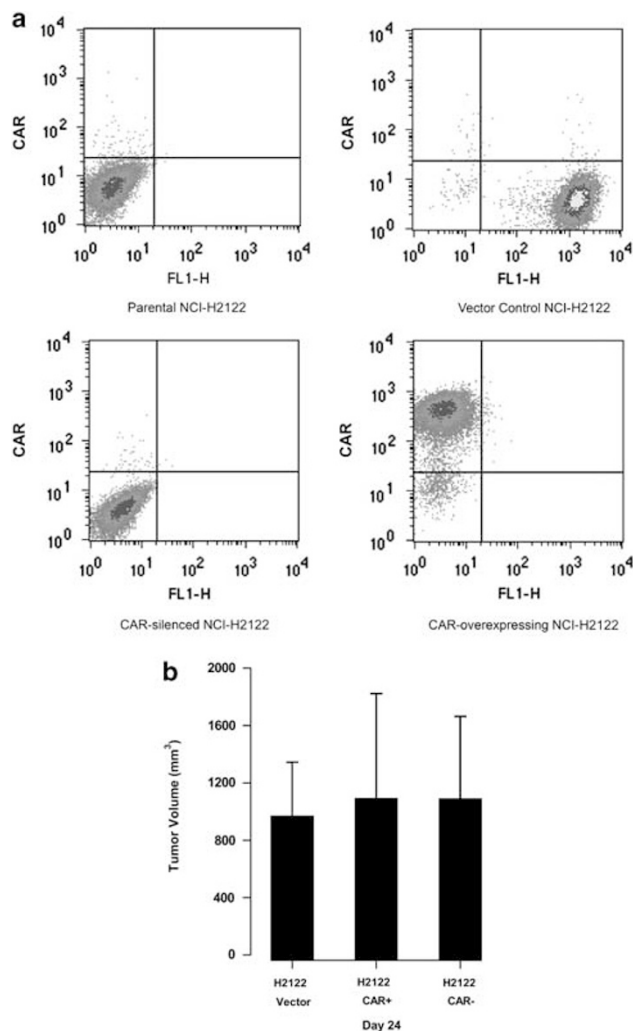 a
10⁴
10³
10²
10¹
10⁰
CAR
10⁰ 10¹ 10² 10³ 10⁴
FL1-H
Parental NCI-H2122
10⁴
10³
10²
10¹
10⁰
CAR
10⁰ 10¹ 10² 10³ 10⁴
FL1-H
Vector Control NCI-H2122
10⁴
10³
10²
10¹
10⁰
CAR
10⁰ 10¹ 10² 10³ 10⁴
FL1-H
CAR-silenced NCI-H2122
10⁴
10³
10²
10¹
10⁰
CAR
10⁰ 10¹ 10² 10³ 10⁴
FL1-H
CAR-overexpressing NCI-H2122
b
2000
1600
1200
800
400
0
Tumor Volume (mm³)
H2122 H2122 H2122
Vector CAR+ CAR-
Day 24